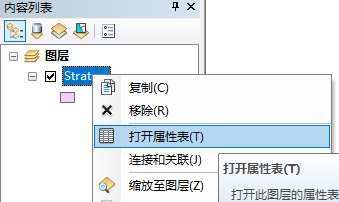 内容列表
图层
Strat
复制(C)
移除(R)
打开属性表(T)
连接和关联(J)
打开属性表(T)
缩放至图层(Z)
打开此图层的属性表